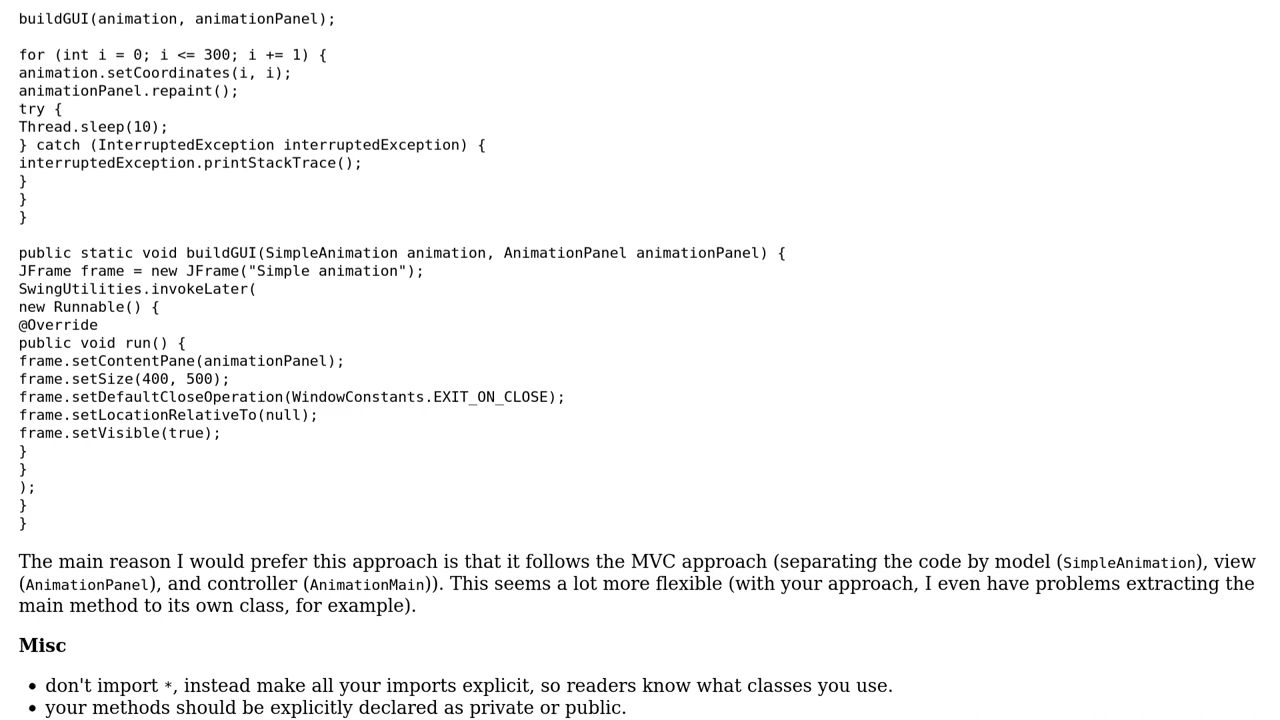 buildGUI(animation, animationPanel);

for (int i = 0; i <= 300; i += 1) {
animation.setCoordinates(i, i);
animationPanel.repaint();
try {
Thread.sleep(10);
} catch (InterruptedException interruptedException) {
interruptedException.printStackTrace();
}
}
}

public static void buildGUI(SimpleAnimation animation, AnimationPanel animationPanel) {
JFrame frame = new JFrame("Simple animation");
SwingUtilities.invokeLater(
new Runnable() {
@Override
public void run() {
frame.setContentPane(animationPanel);
frame.setSize(400, 500);
frame.setDefaultCloseOperation(WindowConstants.EXIT_ON_CLOSE);
frame.setLocationRelativeTo(null);
frame.setVisible(true);
}
}
);
}
}

The main reason I would prefer this approach is that it follows the MVC approach (separating the code by model (SimpleAnimation), view
(AnimationPanel), and controller (AnimationMain)). This seems a lot more flexible (with your approach, I even have problems extracting the
main method to its own class, for example).

Misc

• don't import *, instead make all your imports explicit, so readers know what classes you use.
• your methods should be explicitly declared as private or public.